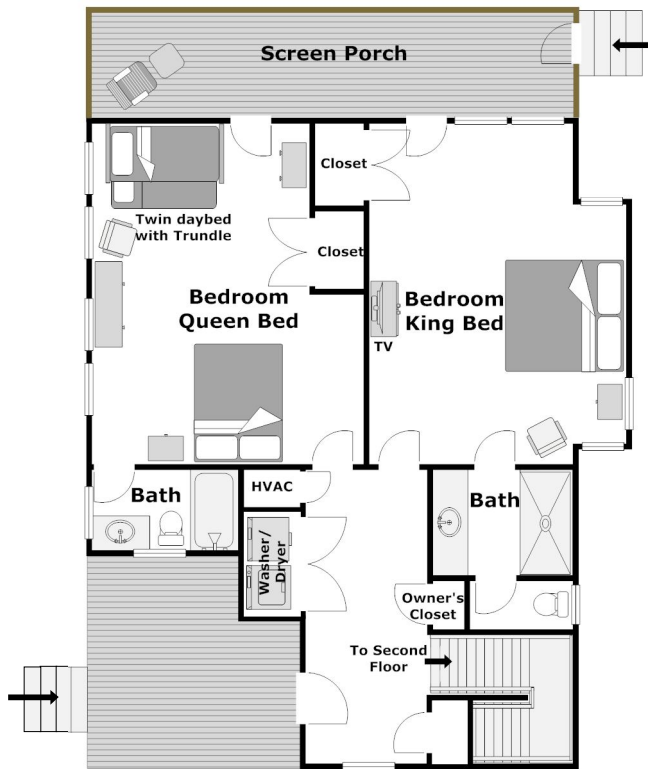 Screen Porch
Closet
Twin daybed
with Trundle
Closet
Bedroom
Queen Bed
Bedroom
King Bed
TV
Bath
HVAC
Bath
Washer/
Dryer
Owner's
Closet
To Second
Floor